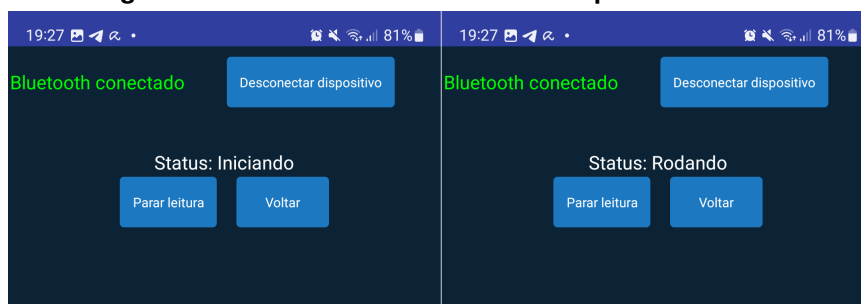 19:27 81% 19:27 81%
Bluetooth conectado Desconectar dispositivo Bluetooth conectado Desconectar dispositivo
Status: Iniciando Status: Rodando
Parar leitura Voltar Parar leitura Voltar